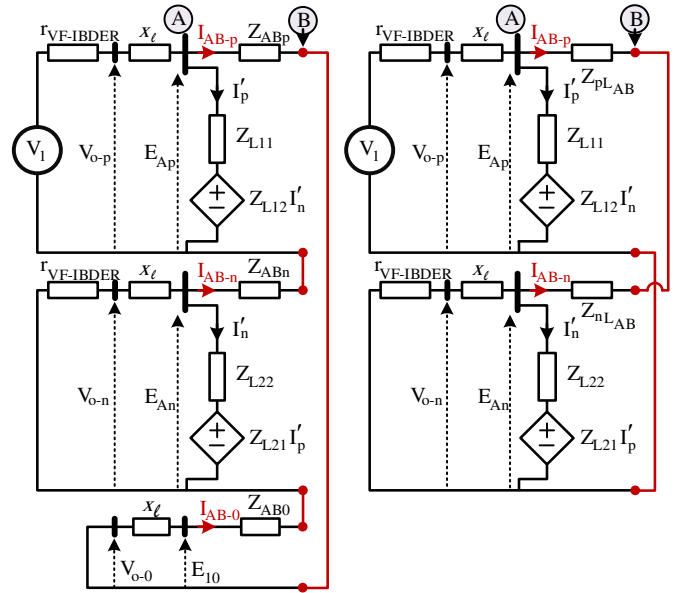 A
B
r_VF-IBDER
x_ℓ
I_AB-p
Z_ABp
V_1
V_o-p
E_Ap
I′_p
Z_L11
Z_L12 I′_n
r_VF-IBDER
x_ℓ
I_AB-n
Z_ABn
V_o-n
E_An
I′_n
Z_L22
Z_L21 I′_p
x_ℓ
I_AB-0
Z_AB0
V_o-0
E_10
A
B
r_VF-IBDER
x_ℓ
I_AB-p
Z_pL_AB
V_1
V_o-p
E_Ap
I′_p
Z_L11
Z_L12 I′_n
r_VF-IBDER
x_ℓ
I_AB-n
Z_nL_AB
V_o-n
E_An
I′_n
Z_L22
Z_L21 I′_p